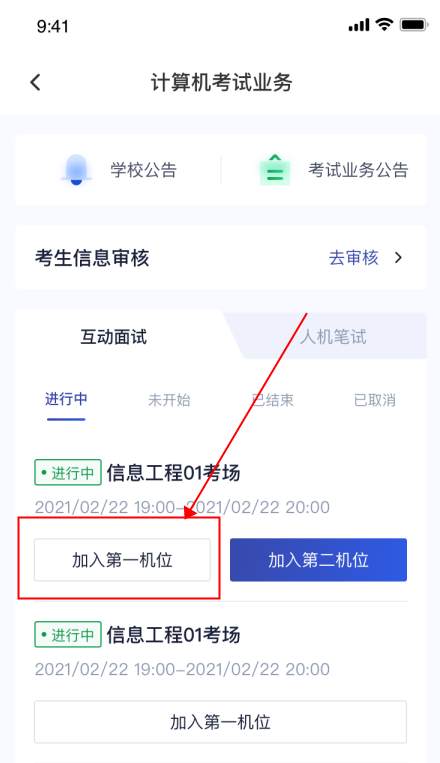 9:41
计算机考试业务
学校公告 考试业务公告
考生信息审核 去审核
互动面试 人机笔试
进行中 未开始 已结束 已取消
进行中 信息工程01考场
2021/02/22 19:00-2021/02/22 20:00
加入第一机位 加入第二机位
进行中 信息工程01考场
2021/02/22 19:00-2021/02/22 20:00
加入第一机位